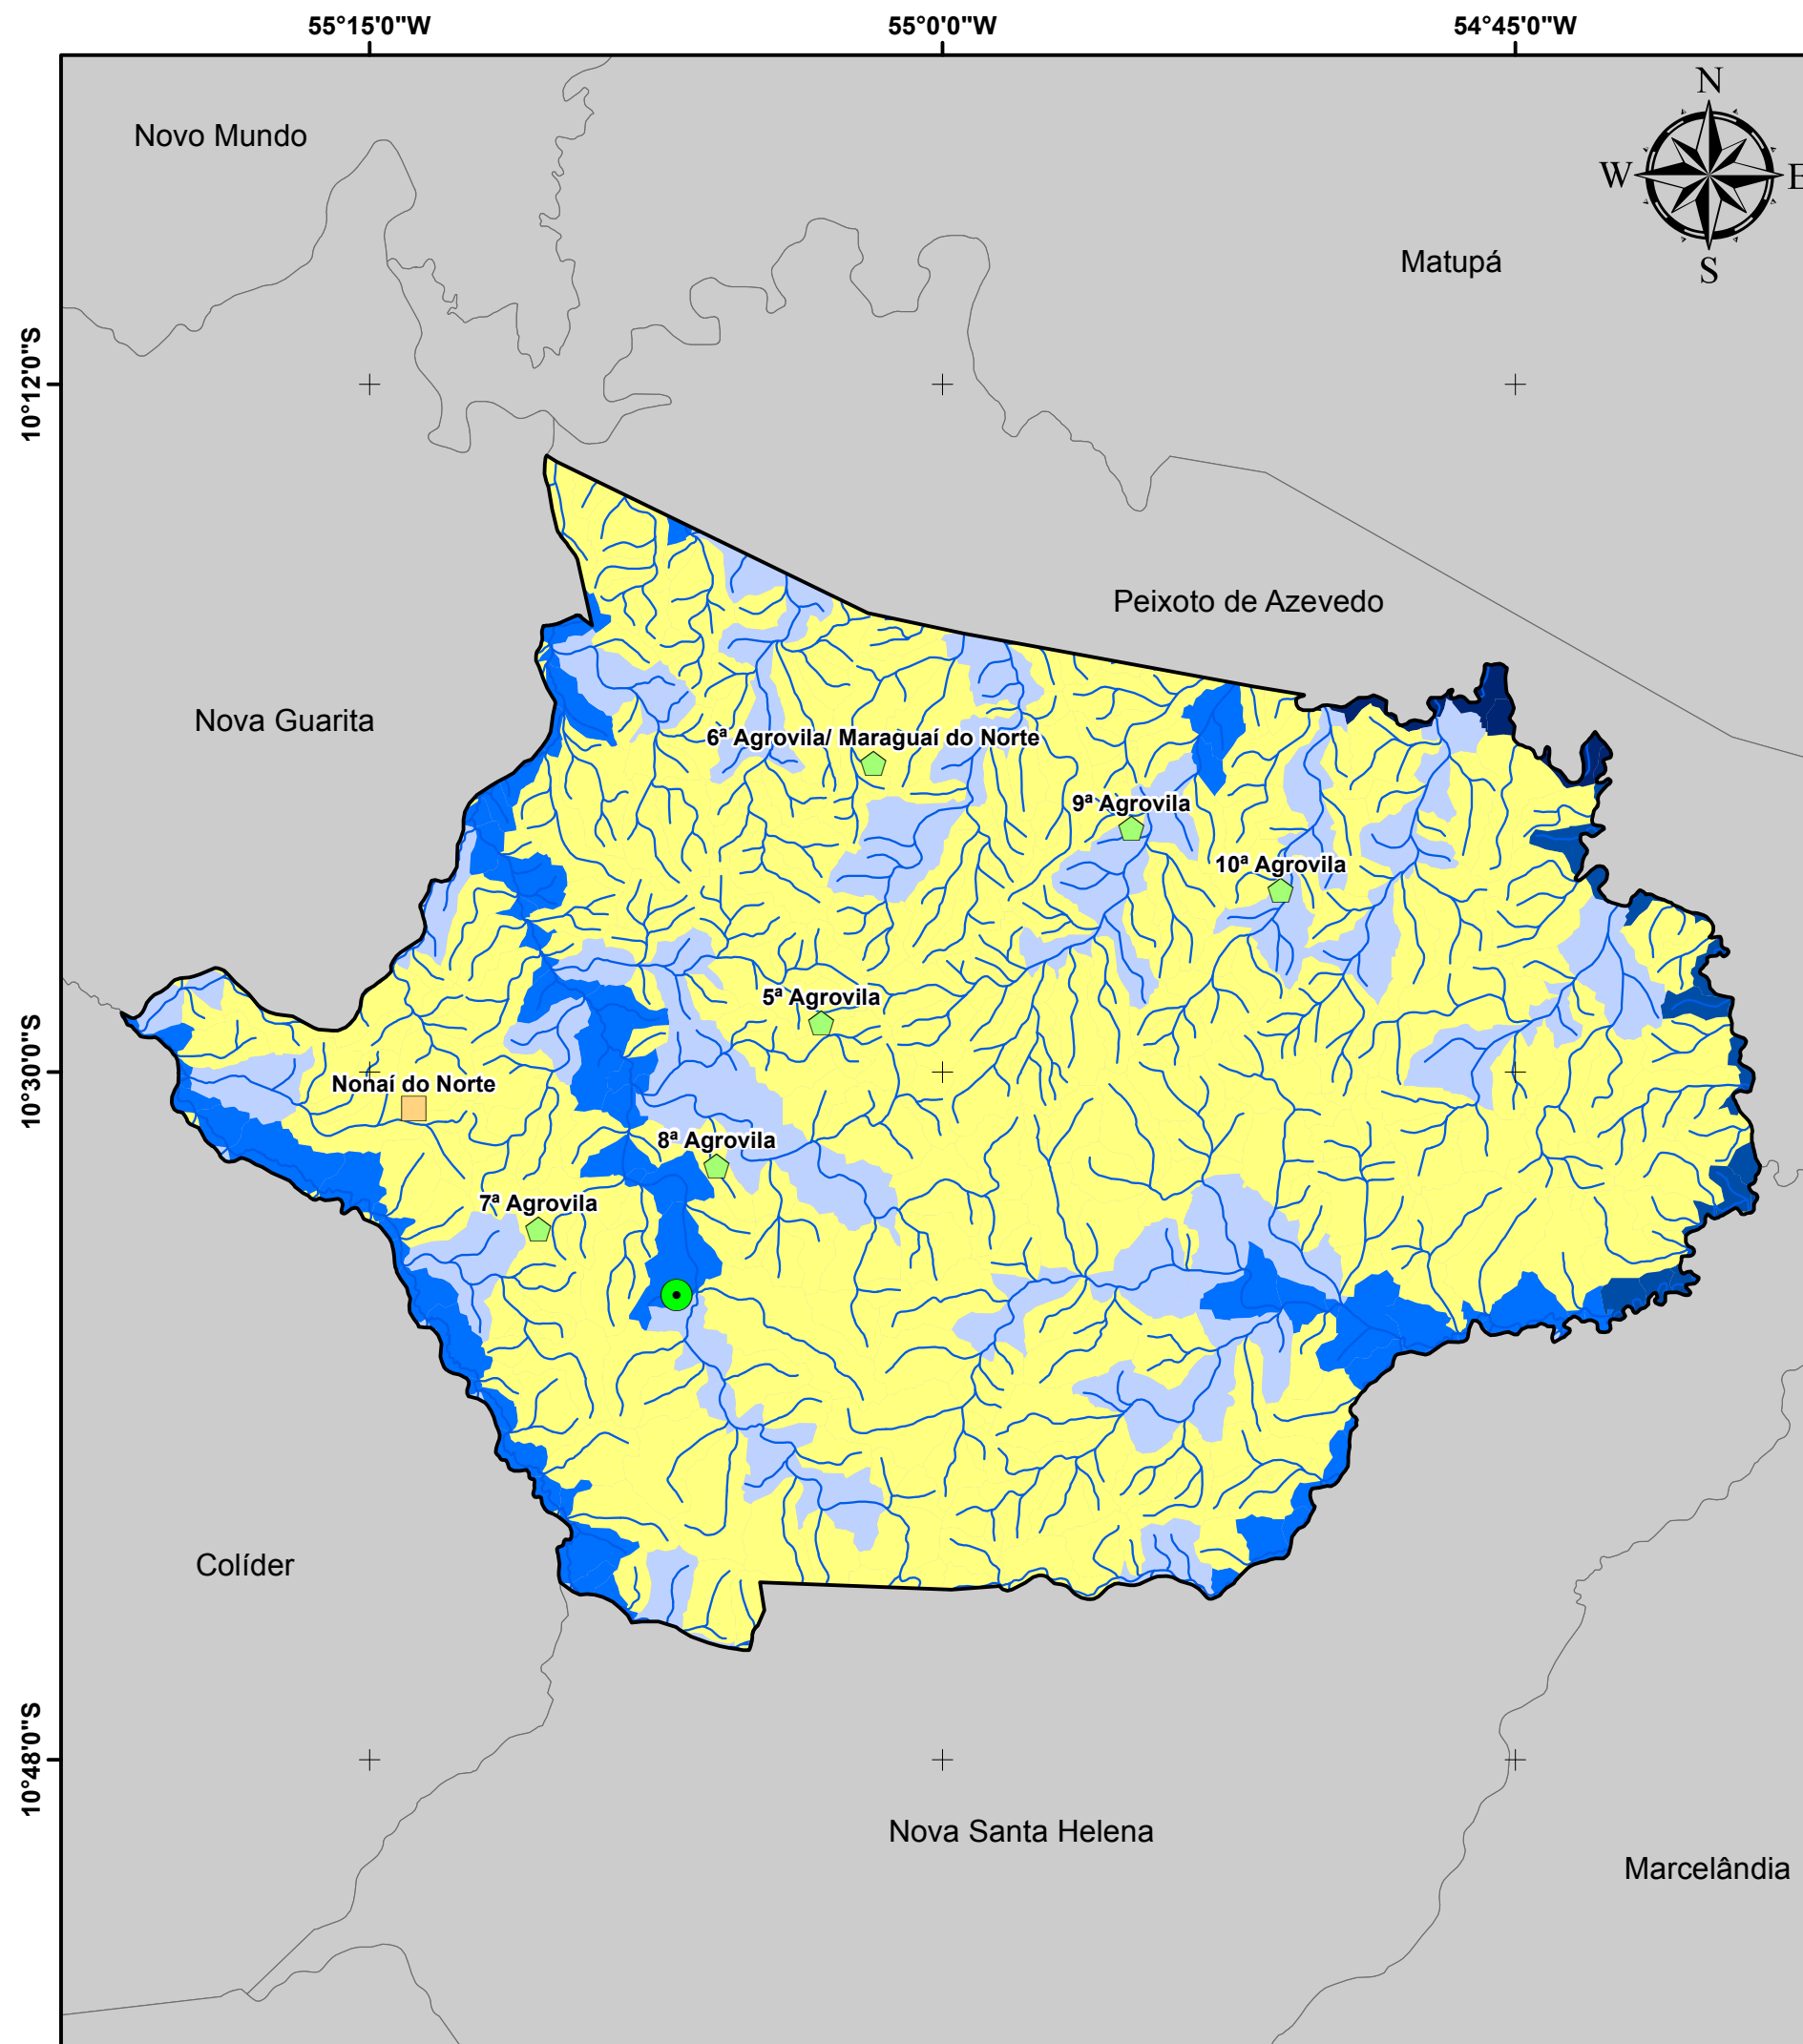 55°15'0"W
55°0'0"W
54°45'0"W
N
Novo Mundo
W
E
Matupá
S
10°12'0"S
Peixoto de Azevedo
Nova Guarita
6ª Agrovila/ Maraguaí do Norte
9ª Agrovila
10ª Agrovila
5ª Agrovila
10°30'0"S
Nonaí do Norte
8ª Agrovila
7ª Agrovila
Colíder
10°48'0"S
Nova Santa Helena
Marcelândia